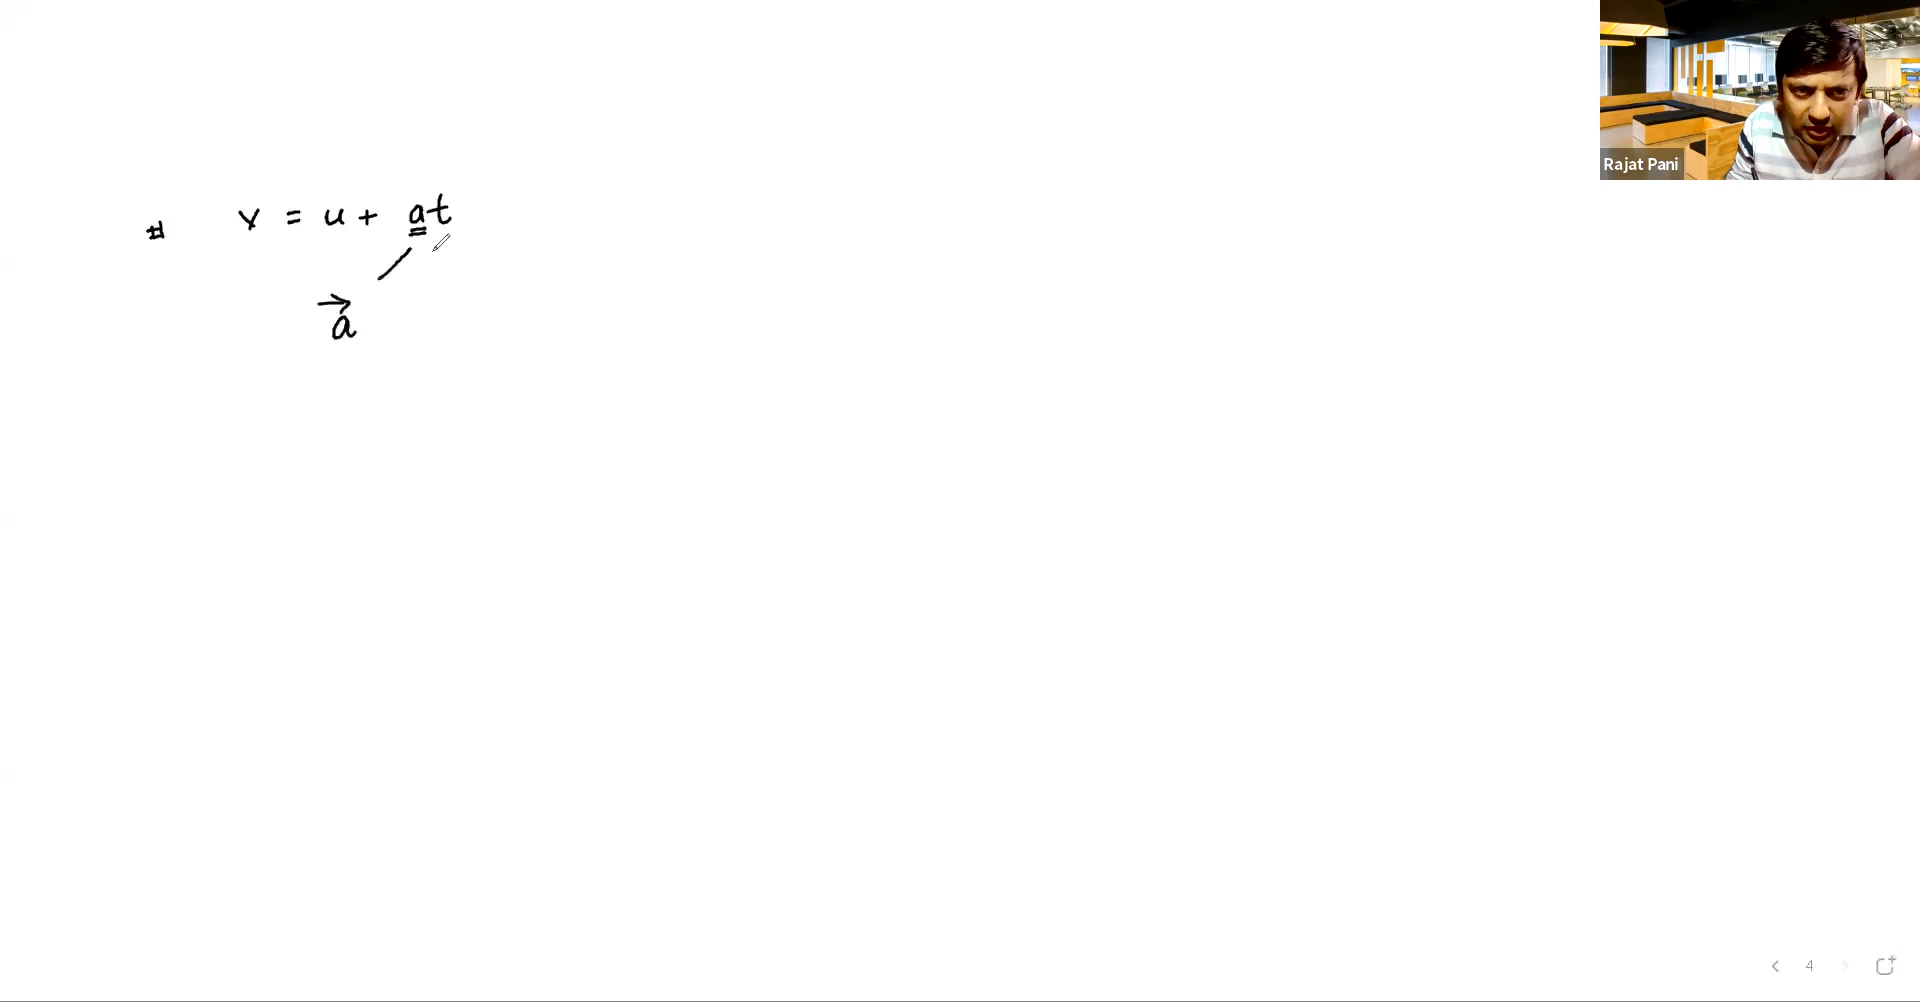 # v = u + at
→
a
Rajat Pani
4